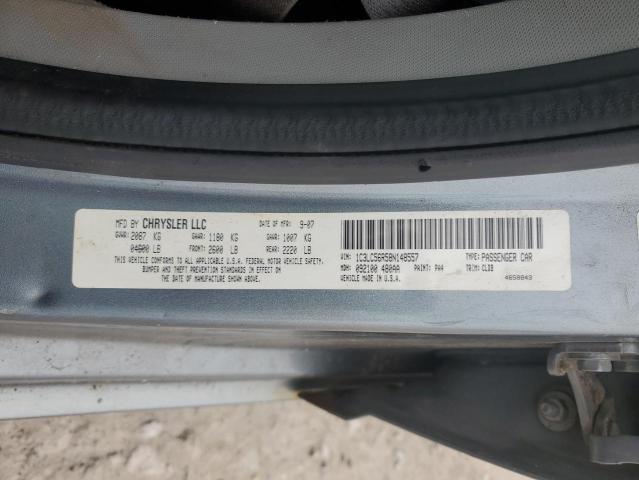 MFD BY CHRYSLER LLC DATE OF MFR: 9-07
GVWR: 2087 KG GAWR: 1180 KG GAWR: 1007 KG
04600 LB FRONT: 2600 LB REAR: 2220 LB
THIS VEHICLE CONFORMS TO ALL APPLICABLE U.S.A. FEDERAL MOTOR VEHICLE SAFETY,
BUMPER AND THEFT PREVENTION STANDARDS IN EFFECT ON
THE DATE OF MANUFACTURE SHOWN ABOVE.
VIN: 1C3LC56R58N148557 TYPE: PASSENGER CAR
MDH: 092100 480AA PAINT: PA4 TRIM: CLDB
VEHICLE MADE IN U.S.A. 4658843